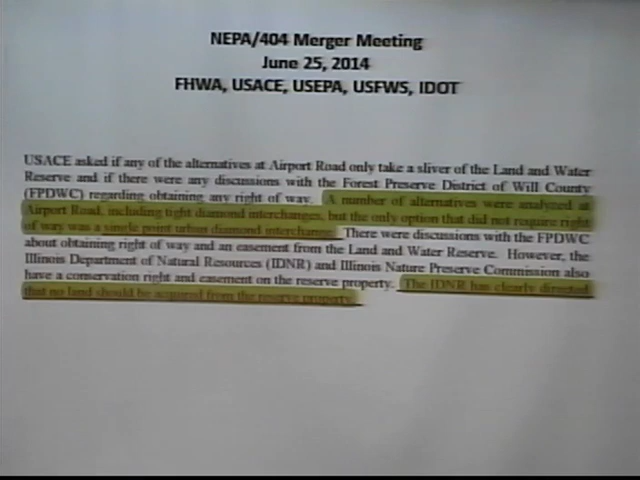 NEPA/404 Merger Meeting
June 25, 2014
FHWA, USACE, USEPA, USFWS, IDOT
USACE asked if any of the alternatives at Airport Road only take a sliver of the Land and Water
Reserve and if there were any discussions with the Forest Preserve District of Will County
(FPDWC) regarding obtaining any right of way. A number of alternatives were analyzed at
Airport Road, including tight diamond interchanges, but the only option that did not require right
of way was a single point urban diamond interchange. There were discussions with the FPDWC
about obtaining right of way and an easement from the Land and Water Reserve. However, the
Illinois Department of Natural Resources (IDNR) and Illinois Nature Preserve Commission also
have a conservation right and easement on the reserve property. The IDNR has clearly directed
that no land should be acquired from the reserve property.